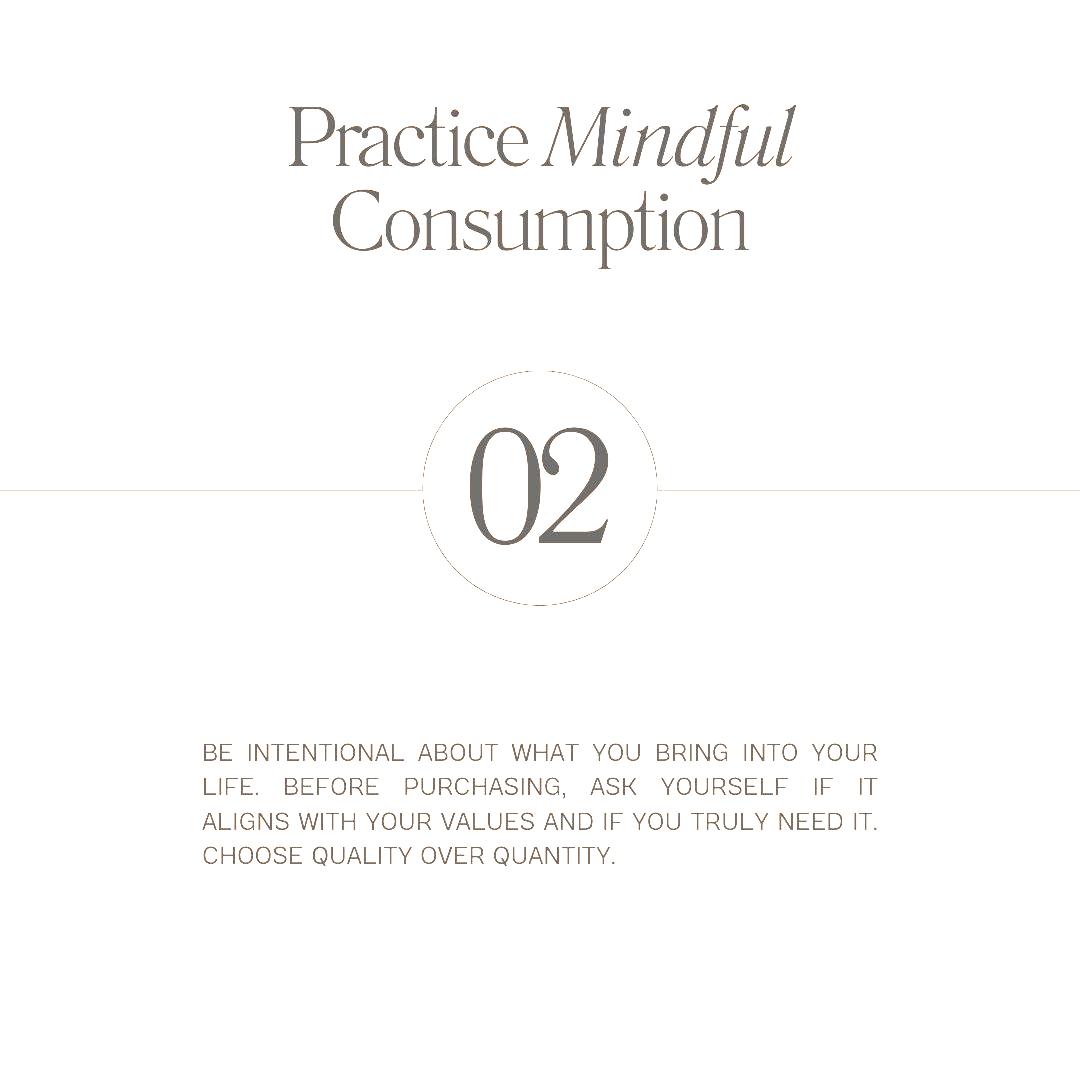 Practice Mindful
Consumption
02
BE INTENTIONAL ABOUT WHAT YOU BRING INTO YOUR
LIFE. BEFORE PURCHASING, ASK YOURSELF IF IT
ALIGNS WITH YOUR VALUES AND IF YOU TRULY NEED IT.
CHOOSE QUALITY OVER QUANTITY.